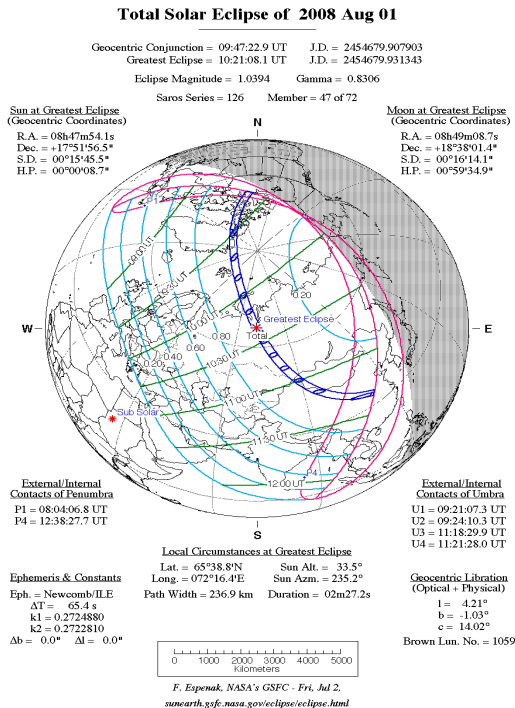 Total Solar Eclipse of 2008 Aug 01
Geocentric Conjunction = 09:47:22.9 UT J.D. = 2454679.907903
Greatest Eclipse = 10:21:08.1 UT J.D. = 2454679.931343
Eclipse Magnitude = 1.0394 Gamma = 0.8306
Saros Series = 126 Member = 47 of 72
Sun at Greatest Eclipse
(Geocentric Coordinates)
R.A. = 08h47m54.1s
Dec. = +17°51'56.5"
S.D. = 00°15'45.5"
H.P. = 00°00'08.7"
Moon at Greatest Eclipse
(Geocentric Coordinates)
R.A. = 08h49m08.7s
Dec. = +18°38'01.4"
S.D. = 00°16'14.1"
H.P. = 00°59'34.9"
N
W
E
S
P1
0.20
Greatest Eclipse
Total
0.80
0.60
0.40
0.20
10:30 UT
11:00 UT
11:30 UT
12:00 UT
Sub Solar
P4
External/Internal
Contacts of Penumbra
P1 = 08:04:06.8 UT
P4 = 12:38:27.7 UT
External/Internal
Contacts of Umbra
U1 = 09:21:07.3 UT
U2 = 09:24:10.3 UT
U3 = 11:18:29.9 UT
U4 = 11:21:28.0 UT
Local Circumstances at Greatest Eclipse
Lat. = 65°38.8'N Sun Alt. = 33.5°
Long. = 072°16.4'E Sun Azm. = 235.2°
Path Width = 236.9 km Duration = 02m27.2s
Ephemeris & Constants
Eph. = Newcomb/ILE
ΔT = 65.4 s
k1 = 0.2724880
k2 = 0.2722810
Δb = 0.0" Δl = 0.0"
Geocentric Libration
(Optical + Physical)
l = 4.21°
b = -1.03°
c = 14.02°
Brown Lun. No. = 1059
0 1000 2000 3000 4000 5000
Kilometers
F. Espenak, NASA's GSFC - Fri, Jul 2,
sunearth.gsfc.nasa.gov/eclipse/eclipse.html